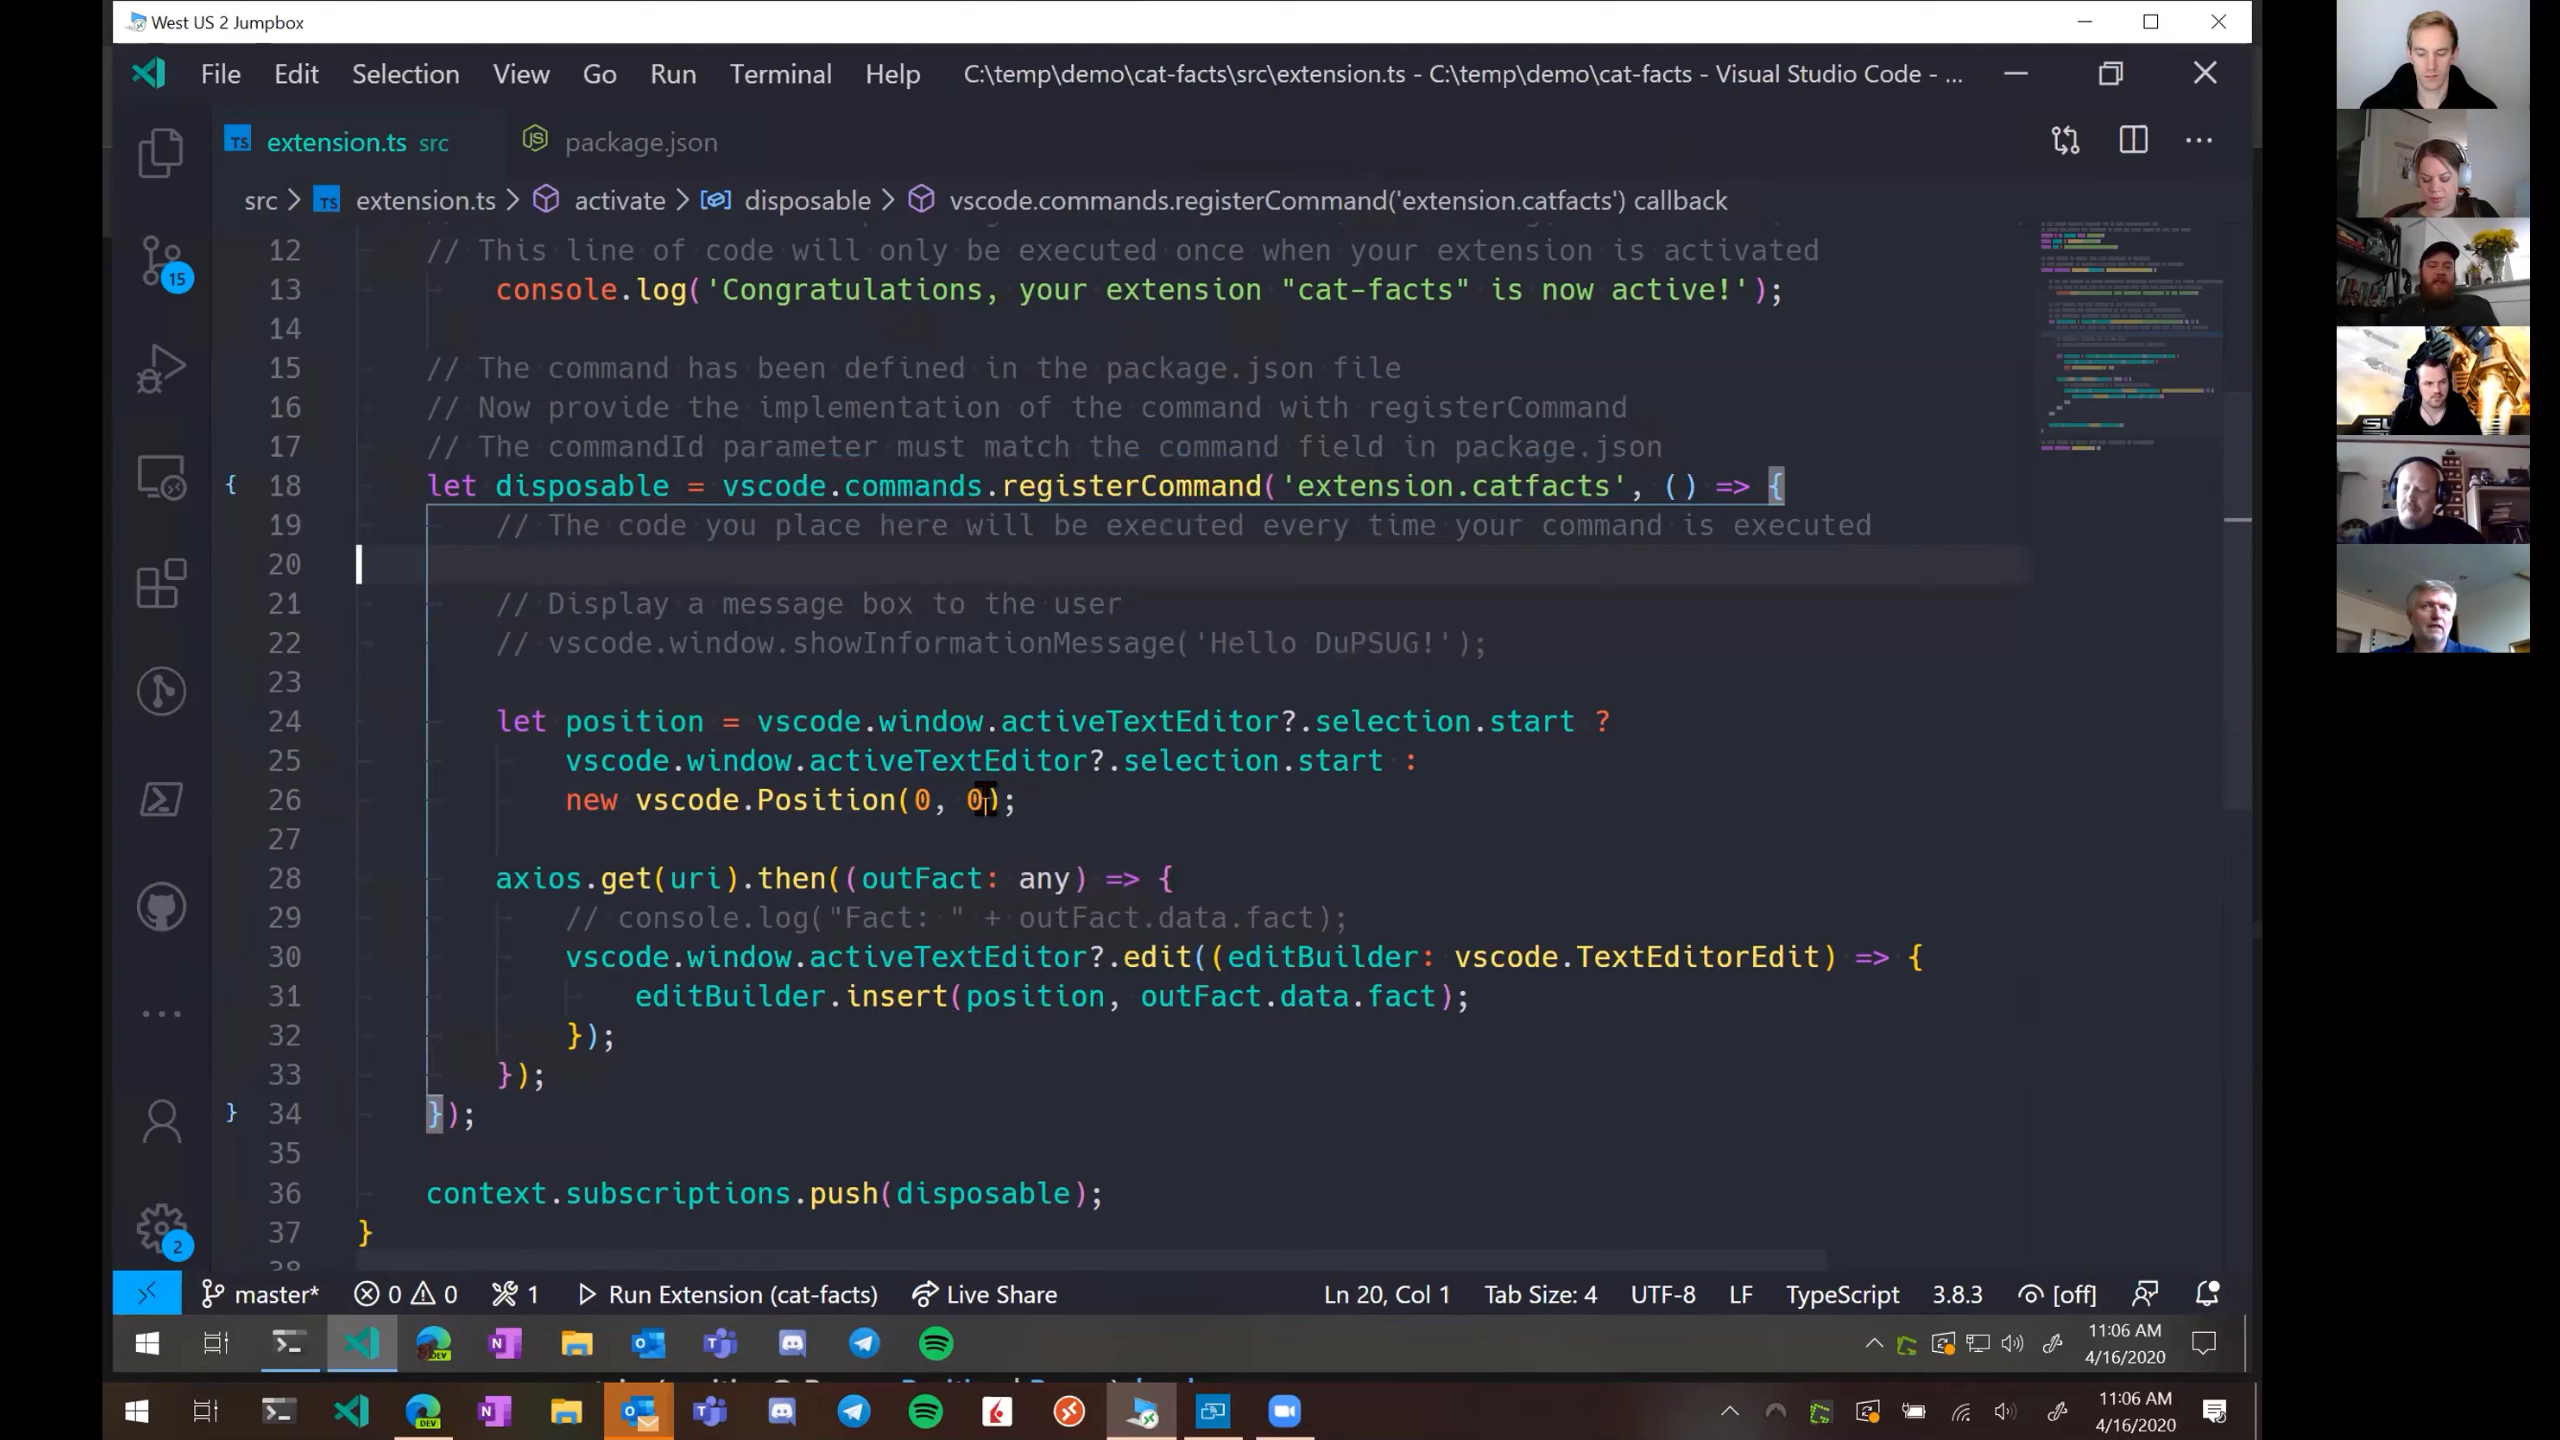 West US 2 Jumpbox
File Edit Selection View Go Run Terminal Help C:\temp\demo\cat-facts\src\extension.ts - C:\temp\demo\cat-facts - Visual Studio Code - ...
TS extension.ts src JS package.json
src > TS extension.ts > activate > disposable > vscode.commands.registerCommand('extension.catfacts') callback
12 // This line of code will only be executed once when your extension is activated
13 console.log('Congratulations, your extension "cat-facts" is now active!');
14
15 // The command has been defined in the package.json file
16 // Now provide the implementation of the command with registerCommand
17 // The commandId parameter must match the command field in package.json
{ 18 let disposable = vscode.commands.registerCommand('extension.catfacts', () => {
19 // The code you place here will be executed every time your command is executed
20
21 // Display a message box to the user
22 // vscode.window.showInformationMessage('Hello DuPSUG!');
23
24 let position = vscode.window.activeTextEditor?.selection.start ?
25 vscode.window.activeTextEditor?.selection.start :
26 new vscode.Position(0, 0);
27
28 axios.get(uri).then((outFact: any) => {
29 // console.log("Fact: " + outFact.data.fact);
30 vscode.window.activeTextEditor?.edit((editBuilder: vscode.TextEditorEdit) => {
31 editBuilder.insert(position, outFact.data.fact);
32 });
33 });
} 34 });
35
36 context.subscriptions.push(disposable);
37 }
38
15
2
master* 0 0 1 Run Extension (cat-facts) Live Share Ln 20, Col 1 Tab Size: 4 UTF-8 LF TypeScript 3.8.3 [off]
DEV
11:06 AM
4/16/2020
DEV
11:06 AM
4/16/2020